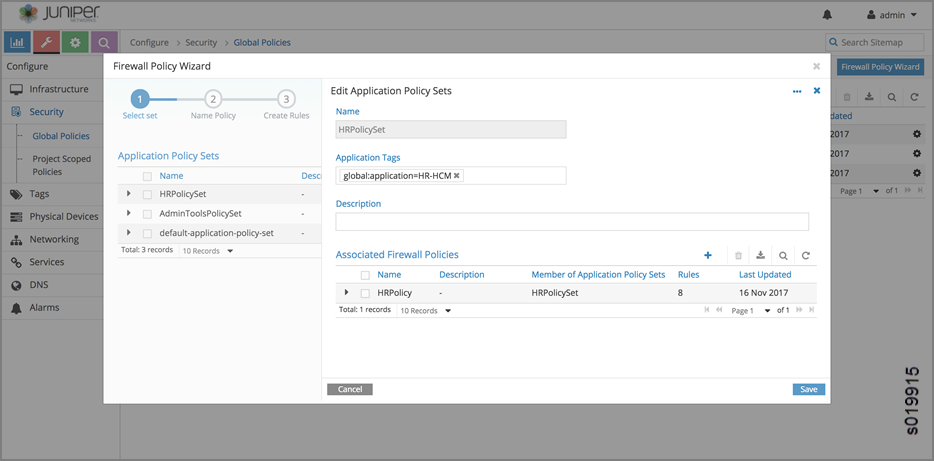 JUNIPER
NETWORKS
admin
Configure > Security > Global Policies
Search Sitemap
Configure
Infrastructure
Security
Global Policies
Project Scoped
Policies
Tags
Physical Devices
Networking
Services
DNS
Alarms
Firewall Policy Wizard
1 2 3
Select set Name Policy Create Rules
Application Policy Sets
Name Descr
HRPolicySet -
AdminToolsPolicySet -
default-application-policy-set -
Total: 3 records 10 Records
Edit Application Policy Sets
Name
HRPolicySet
Application Tags
global:application=HR-HCM
Description
Associated Firewall Policies
Name Description Member of Application Policy Sets Rules Last Updated
HRPolicy - HRPolicySet 8 16 Nov 2017
Total: 1 records 10 Records Page 1 of 1
Cancel Save
Firewall Policy Wizard
dated
2017
2017
2017
Page 1 of 1
s019915